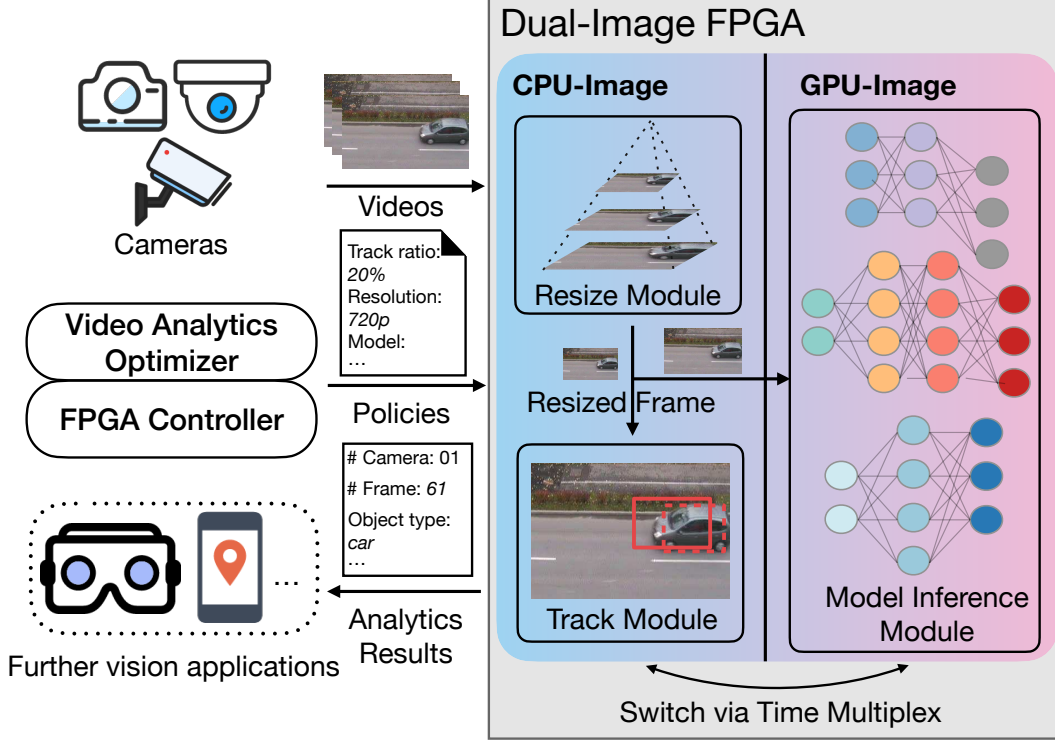 Dual-Image FPGA
CPU-Image
GPU-Image
Cameras
Videos
Resize Module
Track ratio:
20%
Resolution:
720p
Model:
...
Video Analytics
Optimizer
FPGA Controller
Policies
Resized Frame
# Camera: 01
# Frame: 61
Object type:
car
...
...
Analytics
Results
Further vision applications
Track Module
Model Inference
Module
Switch via Time Multiplex